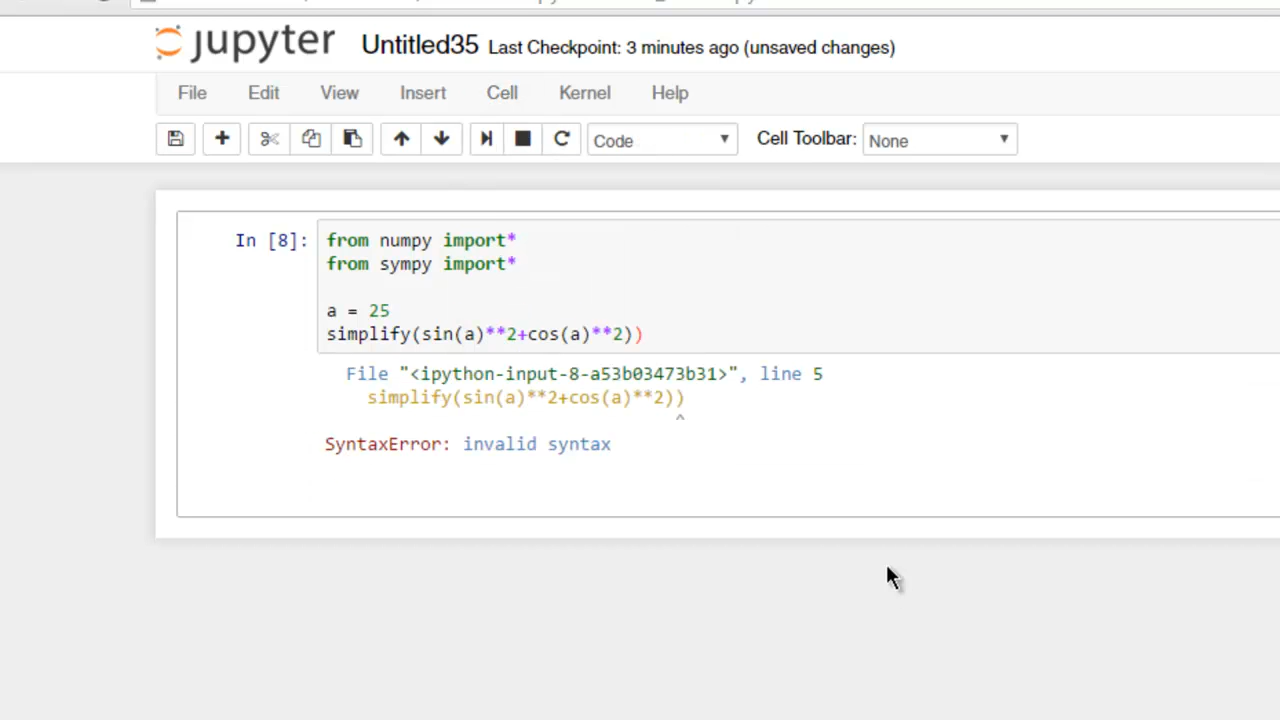 jupyter Untitled35 Last Checkpoint: 3 minutes ago (unsaved changes)
File Edit View Insert Cell Kernel Help
Code Cell Toolbar: None
In [8]: from numpy import*
from sympy import*
a = 25
simplify(sin(a)**2+cos(a)**2))
File "<ipython-input-8-a53b03473b31>", line 5
simplify(sin(a)**2+cos(a)**2))
^
SyntaxError: invalid syntax